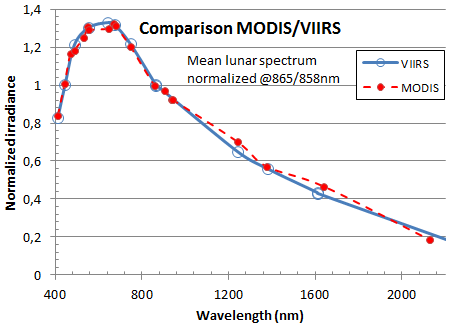 Comparison MODIS/VIIRS
Mean lunar spectrum
normalized @865/858nm
VIIRS
MODIS
Normalized irradiance
1,4
1,2
1
0,8
0,6
0,4
0,2
0
400
800
1200
1600
2000
Wavelength (nm)